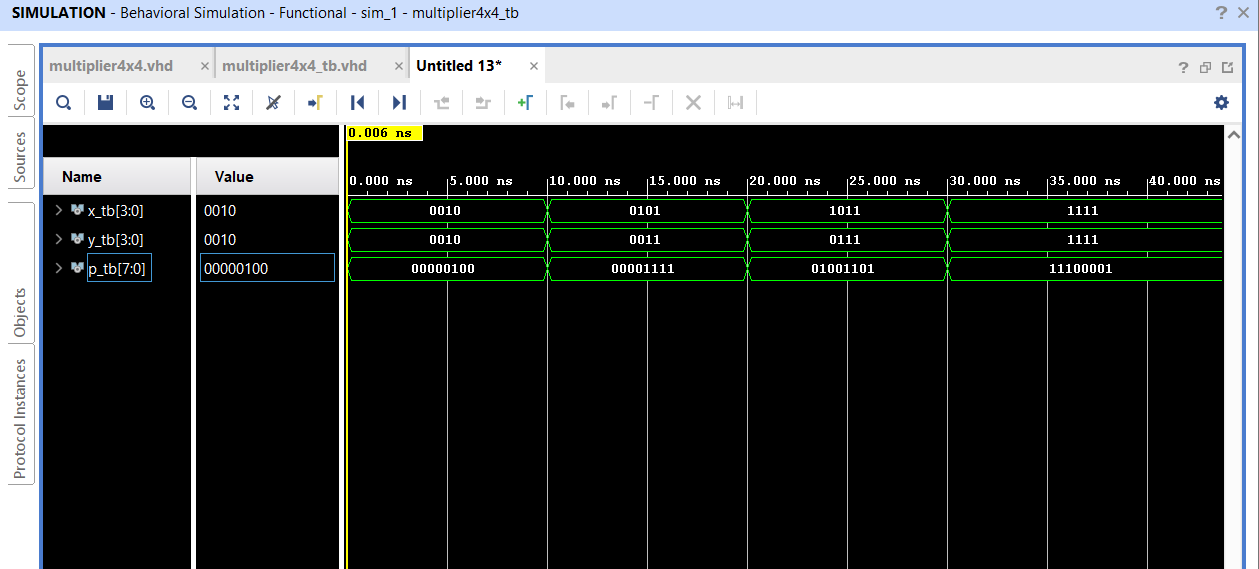 SIMULATION - Behavioral Simulation - Functional - sim_1 - multiplier4x4_tb
Scope
Sources
Objects
Protocol Instances
multiplier4x4.vhd
multiplier4x4_tb.vhd
Untitled 13*
0.006 ns
Name Value
0.000 ns 5.000 ns 10.000 ns 15.000 ns 20.000 ns 25.000 ns 30.000 ns 35.000 ns 40.000 ns
x_tb[3:0] 0010 0010 0101 1011 1111
y_tb[3:0] 0010 0010 0011 0111 1111
p_tb[7:0] 00000100 00000100 00001111 01001101 11100001